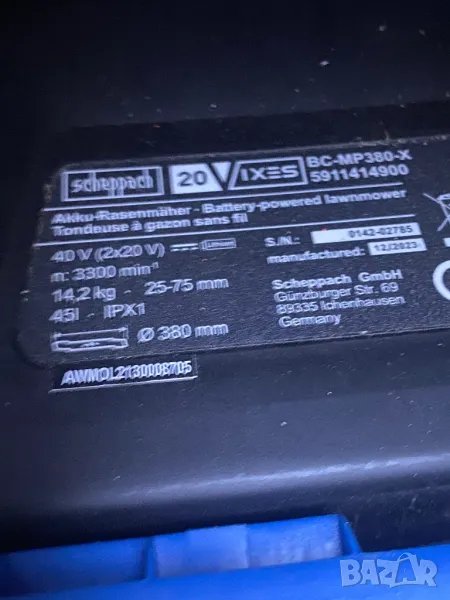 scheppach 20V IXES BC-MP380-X
5911414900
Akku-Rasenmäher - Battery-powered lawnmower
Tondeuse à gazon sans fil
40 V (2x20 V) Lithium
n: 3300 min⁻¹
14,2 kg - 25-75 mm
45l - IPX1
Ø 380 mm
S.N.: 0142-02785
manufactured: 12/2023
Scheppach GmbH
Günzburger Str. 69
89335 Ichenhausen
Germany
AWMOL2130008705
BAZAR